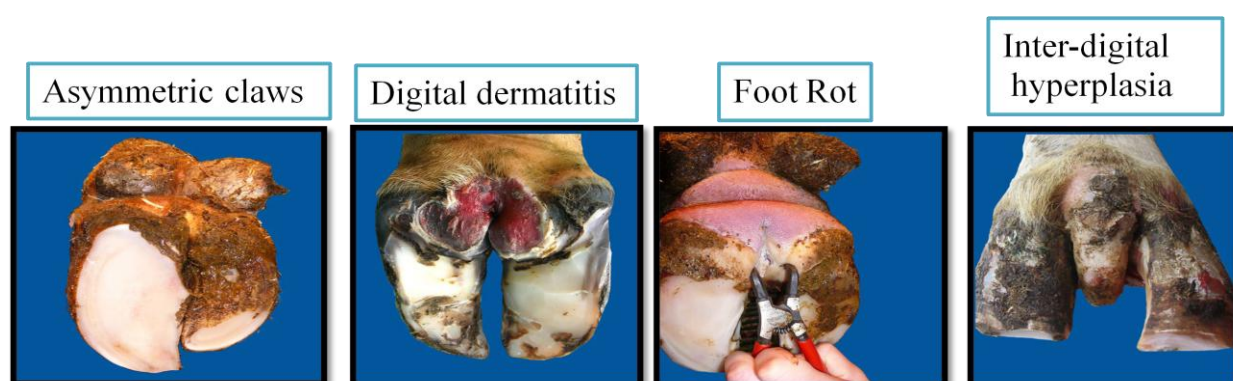 Asymmetric claws
Digital dermatitis
Foot Rot
Inter-digital
hyperplasia